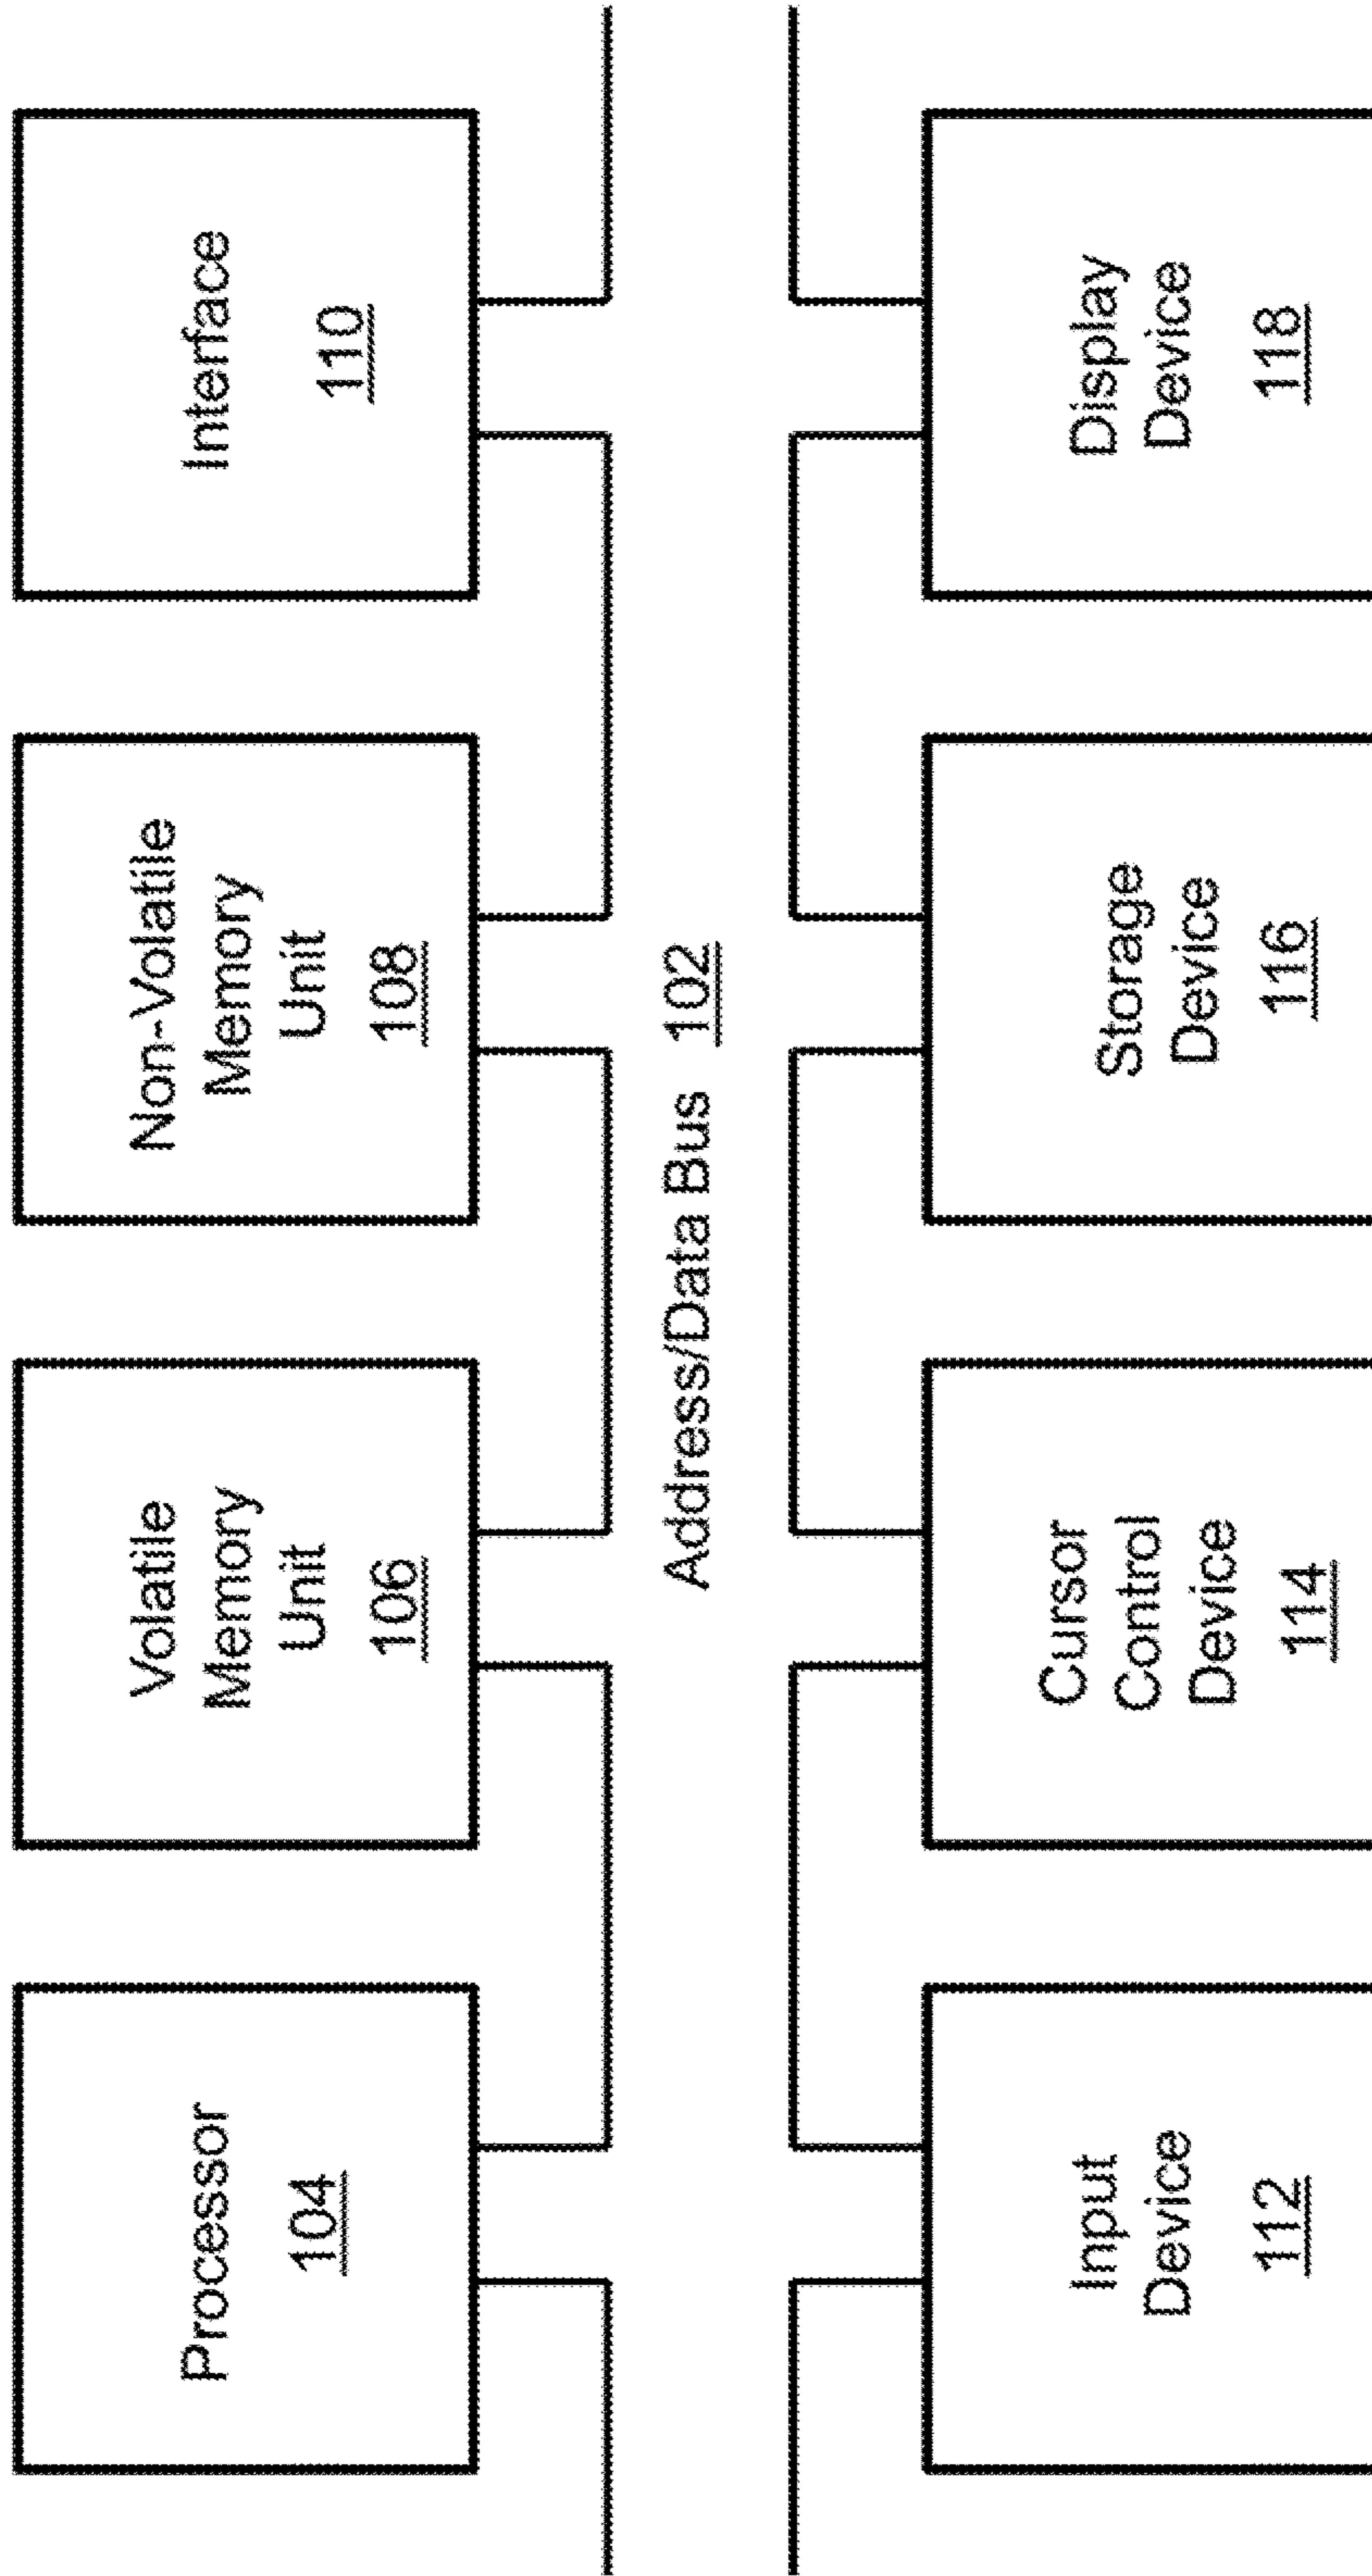 Processor
104
Volatile
Memory
Unit
106
Non-Volatile
Memory
Unit
108
Interface
110
Address/Data Bus 102
Input
Device
112
Cursor
Control
Device
114
Storage
Device
116
Display
Device
118